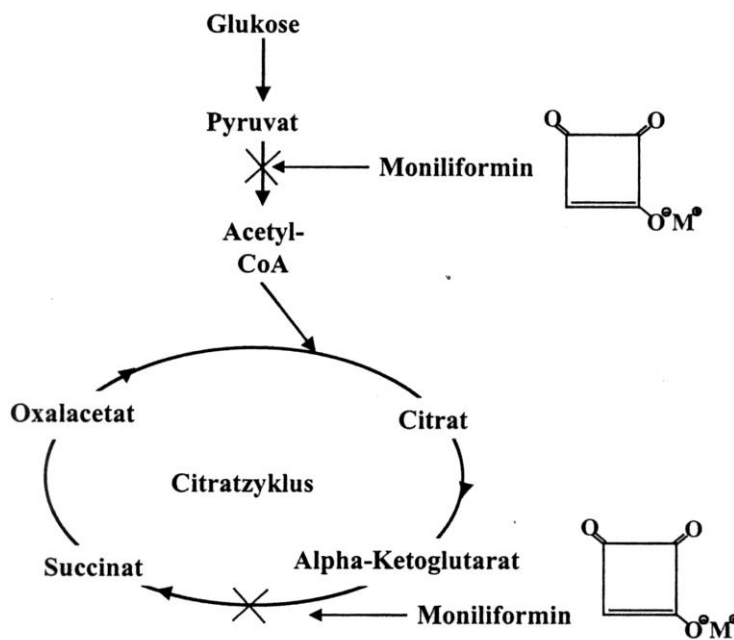 Glukose
Pyruvat
O O
Moniliformin
O⊖M⊕
Acetyl-
CoA
Oxalacetat
Citrat
Citratzyklus
O O
Succinat
Alpha-Ketoglutarat
Moniliformin
O⊖M⊕